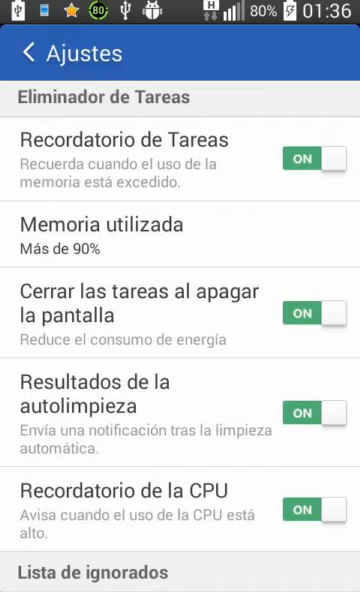 80 H 80% 01:36
Ajustes
Eliminador de Tareas
Recordatorio de Tareas
Recuerda cuando el uso de la
memoria está excedido.
ON
Memoria utilizada
Más de 90%
Cerrar las tareas al apagar
la pantalla
Reduce el consumo de energía
ON
Resultados de la
autolimpieza
Envía una notificación tras la limpieza
automática.
ON
Recordatorio de la CPU
Avisa cuando el uso de la CPU está
alto.
ON
Lista de ignorados